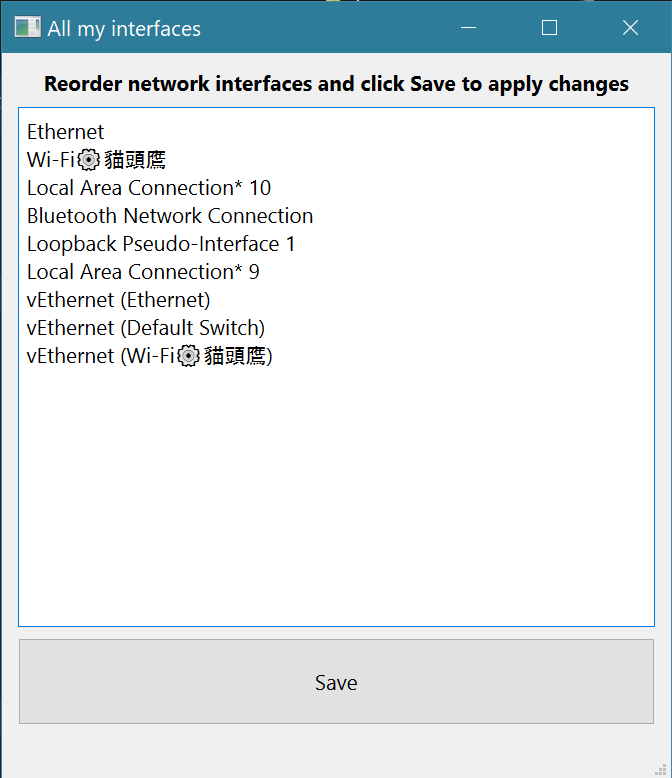 All my interfaces
Reorder network interfaces and click Save to apply changes
Ethernet
Wi-Fi⚙️貓頭鷹
Local Area Connection* 10
Bluetooth Network Connection
Loopback Pseudo-Interface 1
Local Area Connection* 9
vEthernet (Ethernet)
vEthernet (Default Switch)
vEthernet (Wi-Fi⚙️貓頭鷹)
Save